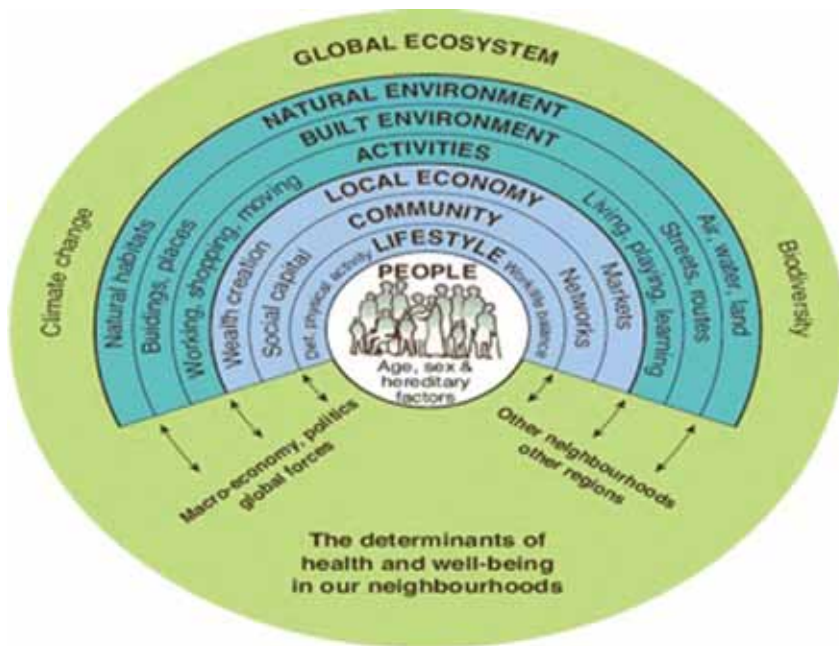 GLOBAL ECOSYSTEM
NATURAL ENVIRONMENT
BUILT ENVIRONMENT
ACTIVITIES
LOCAL ECONOMY
COMMUNITY
LIFESTYLE
PEOPLE
Age, sex &
hereditary
factors
Climate change
Natural habitats
Buidings, places
Working, shopping, moving
Wealth creation
Social capital
Diet, physical, activity
Work/life balance
Networks
Markets
Living, playing, learning
Streets, routes
Air, water, land
Biodiversity
Macro-economy, politics
global forces
Other neighbourhoods
other regions
The determinants of
health and well-being
in our neighbourhoods